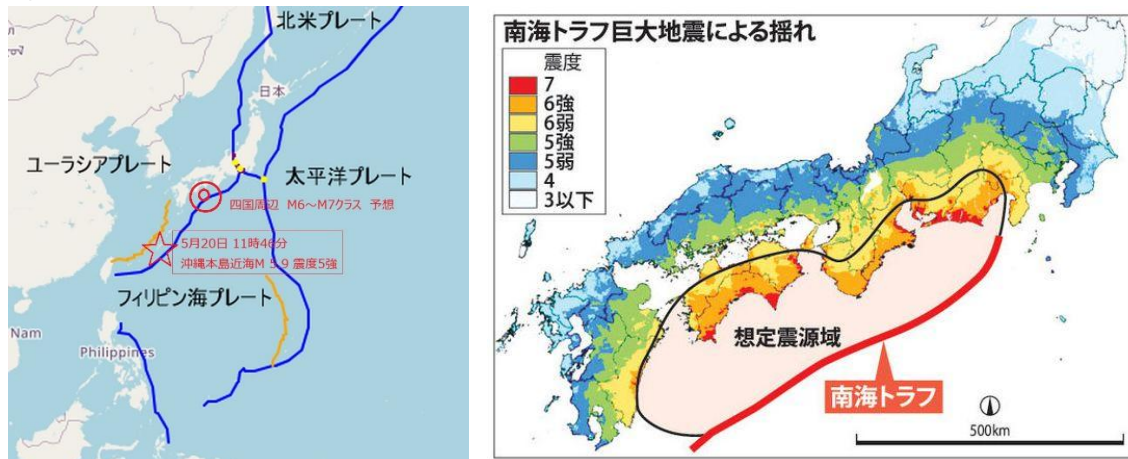 北米プレート
日本
ユーラシアプレート
太平洋プレート
四国周辺 M6〜M7クラス 予想
5月20日 11時46分
沖縄本島近海M 5.9 震度5強
フィリピン海プレート
Nam
Philippines
南海トラフ巨大地震による揺れ
震度
7
6強
6弱
5強
5弱
4
3以下
想定震源域
南海トラフ
500km